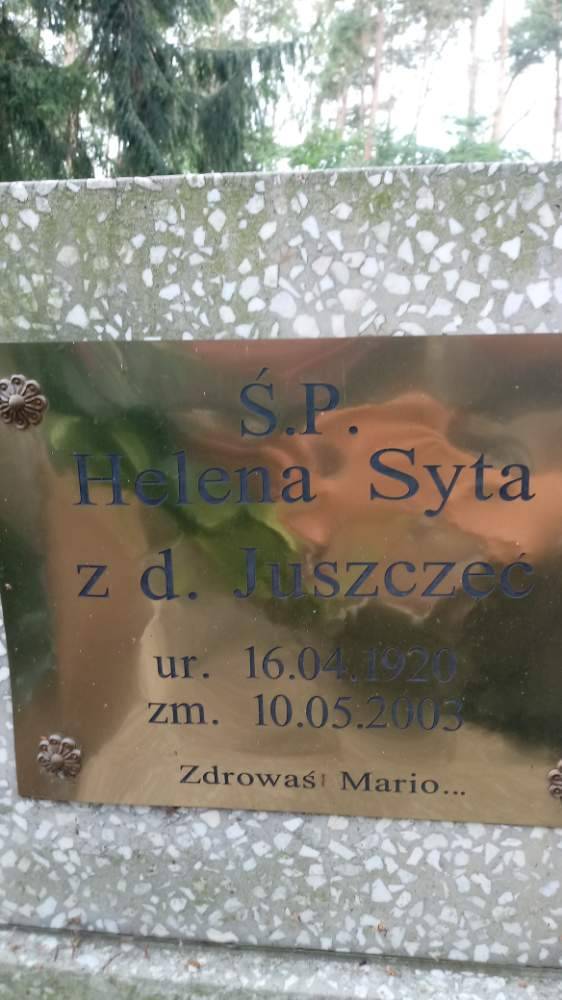 Ś.P.
Helena Syta
z d. Juszczeć
ur. 16.04.1920
zm. 10.05.2003
Zdrowaś Mario...